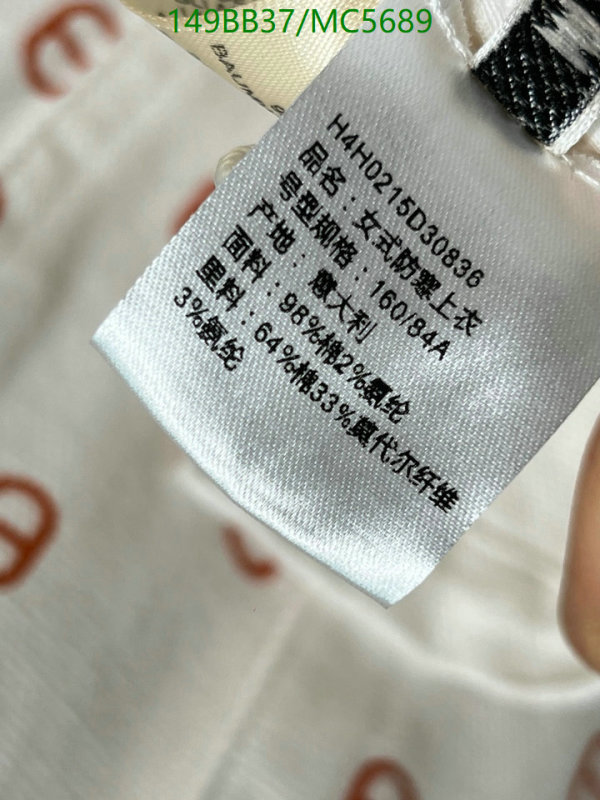 149BB37/MC5689
H4H0215D30836
品名：女式防寒上衣
号型规格：160/84A
产地：意大利
面料：98%棉2%氨纶
里料：64%棉33%莫代尔纤维
3%氨纶